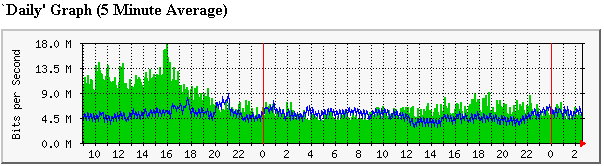 `Daily' Graph (5 Minute Average)
18.0 M
13.5 M
9.0 M
4.5 M
0.0 M
Bits per Second
10 12 14 16 18 20 22 0 2 4 6 8 10 12 14 16 18 20 22 0 2